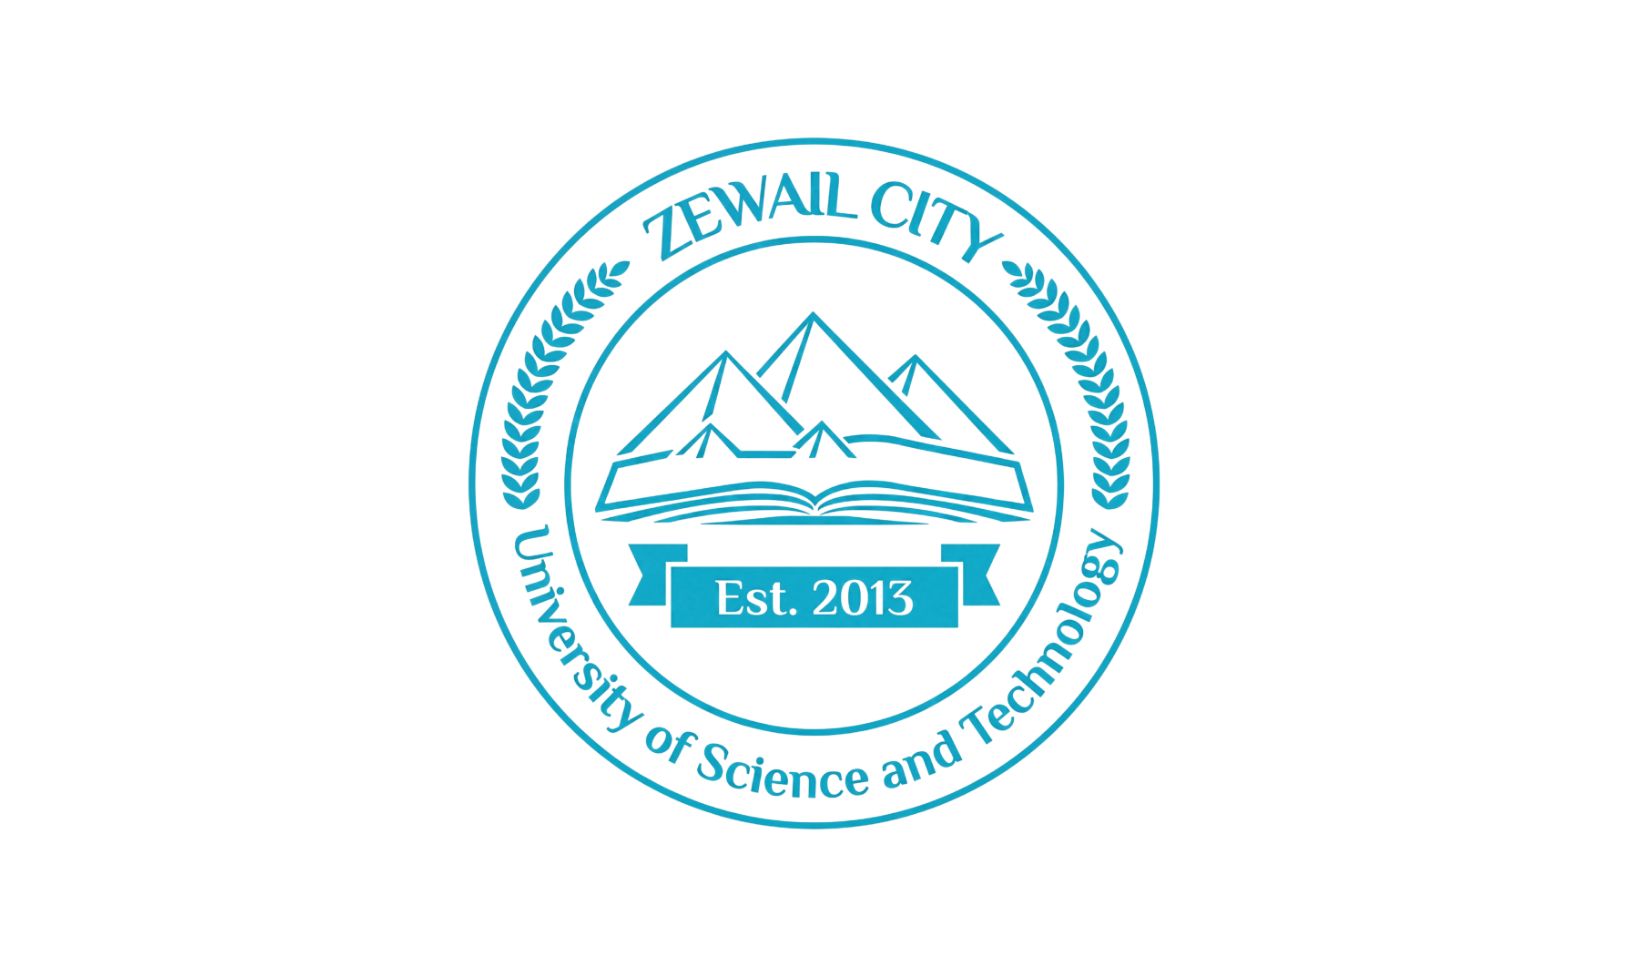 ZEWAIL CITY
Est. 2013
University of Science and Technology